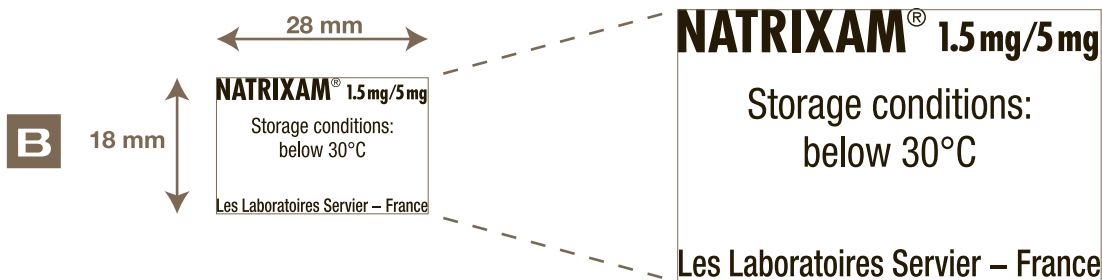 B
28 mm
18 mm
NATRIXAM® 1.5 mg/5 mg
Storage conditions:
below 30°C
Les Laboratoires Servier – France
NATRIXAM® 1.5 mg/5 mg
Storage conditions:
below 30°C
Les Laboratoires Servier – France